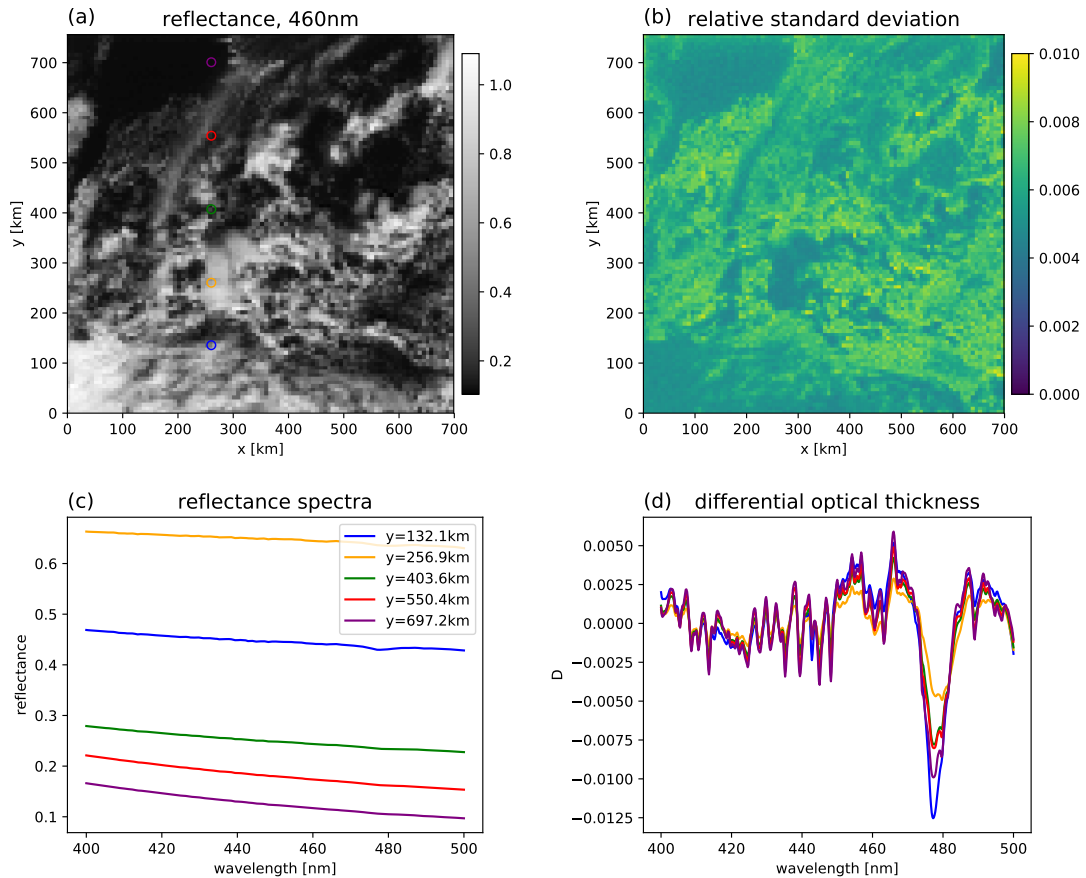 (a) reflectance, 460nm
700
600
500
400
300
200
100
0
y [km]
0 100 200 300 400 500 600 700
x [km]
1.0
0.8
0.6
0.4
0.2
(b) relative standard deviation
700
600
500
400
300
200
100
0
y [km]
0 100 200 300 400 500 600 700
x [km]
0.010
0.008
0.006
0.004
0.002
0.000
(c) reflectance spectra
0.6
0.5
0.4
0.3
0.2
0.1
reflectance
y=132.1km
y=256.9km
y=403.6km
y=550.4km
y=697.2km
400 420 440 460 480 500
wavelength [nm]
(d) differential optical thickness
0.0050
0.0025
0.0000
−0.0025
−0.0050
−0.0075
−0.0100
−0.0125
D
400 420 440 460 480 500
wavelength [nm]